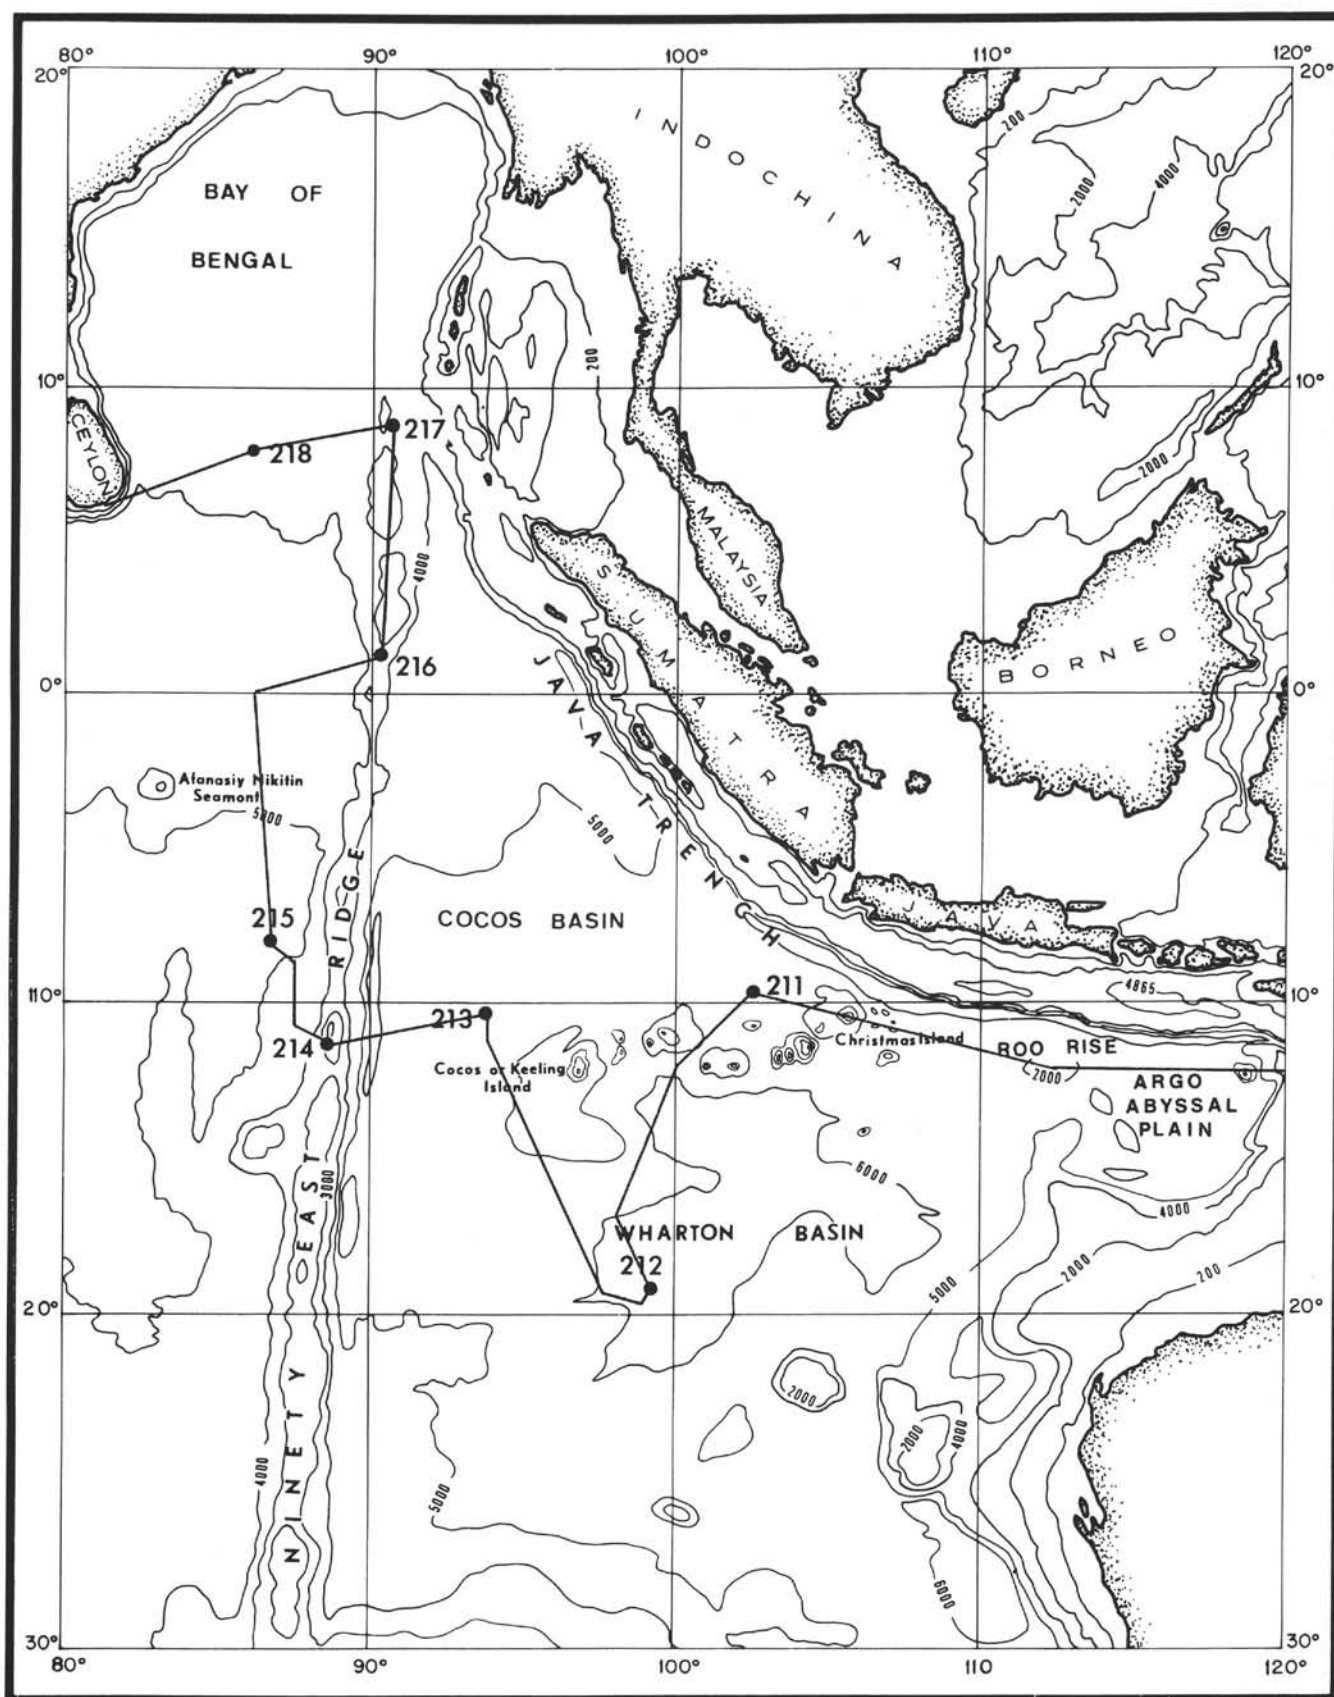 80° 90° 100° 110° 120°
20° 20°
INDOCHINA
200
2000
4000
BAY OF
BENGAL
200
10° 10°
CEYLON
217
218
2000
4000
MALAYSIA
SUMATRA
BORNEO
216
0° 0°
JAVA TRENCH
Afanasiy Nikitin
Seamont
5000
5000
RIDGE
JAVA
215
COCOS BASIN
211
4865
10° 10°
213
214
Christmas Island
ROO RISE
Cocos or Keeling
Island
2000
ARGO
ABYSSAL
PLAIN
EAST
3000
6000
4000
WHARTON BASIN
212
5000
2000
200
20° 20°
NINETY
2000
2000
4000
4000
5000
6000
30° 30°
80° 90° 100° 110 120°